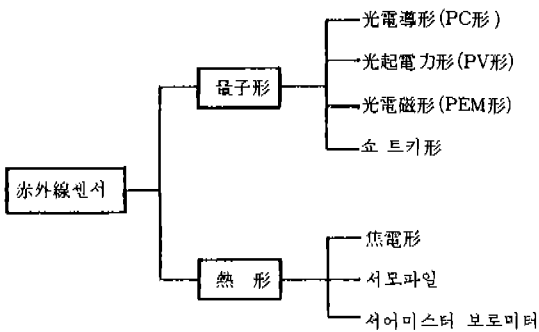 光電導形(PC形)
光起電力形(PV形)
量子形
光電磁形(PEM形)
쇼트키形
赤外線센서
焦電形
熱 形
서모파일
서어미스터 보로미터